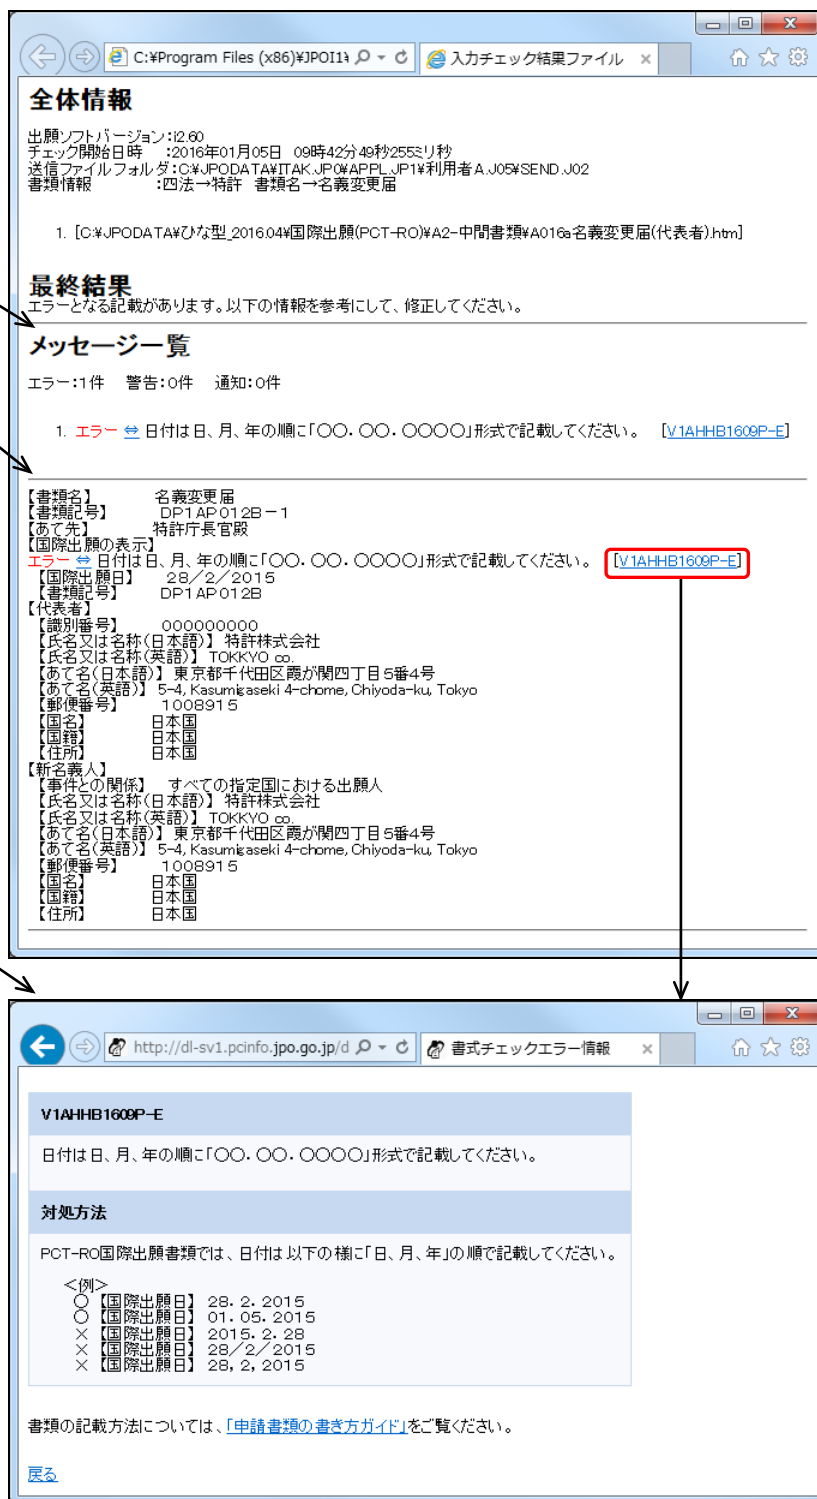 C:¥Program Files (x86)¥JPOI1¥
入力チェック結果ファイル
全体情報
出願ソフトバージョン:i2.60
チェック開始日時 :2016年01月05日 09時42分49秒255ミリ秒
送信ファイルフォルダ:C:¥JPODATA¥ITAK.JP0¥APPL.JP1¥利用者A.J05¥SEND.J02
書類情報 :四法→特許 書類名→名義変更届
1. [C:¥JPODATA¥ひな型_201604¥国際出願(PCT-RO)¥A2-中間書類¥A016a名義変更届(代表者).htm]
最終結果
エラーとなる記載があります。以下の情報を参考にして、修正してください。
メッセージ一覧
エラー:1件 警告:0件 通知:0件
1. エラー ⇔ 日付は日、月、年の順に「○○.○○.○○○○」形式で記載してください。 [V1AHHB1609P-E]
【書類名】 名義変更届
【書類記号】 DP1AP012B-1
【あて先】 特許庁長官殿
【国際出願の表示】
エラー ⇔ 日付は日、月、年の順に「○○.○○.○○○○」形式で記載してください。 [V1AHHB1609P-E]
【国際出願日】 28/2/2015
【書類記号】 DP1AP012B
【代表者】
【識別番号】 000000000
【氏名又は名称(日本語)】 特許株式会社
【氏名又は名称(英語)】 TOKKYO co.
【あて名(日本語)】 東京都千代田区霞が関四丁目5番4号
【あて名(英語)】 5-4, Kasumigaseki 4-chome, Chiyoda-ku, Tokyo
【郵便番号】 1008915
【国名】 日本国
【国籍】 日本国
【住所】 日本国
【新名義人】
【事件との関係】 すべての指定国における出願人
【氏名又は名称(日本語)】 特許株式会社
【氏名又は名称(英語)】 TOKKYO co.
【あて名(日本語)】 東京都千代田区霞が関四丁目5番4号
【あて名(英語)】 5-4, Kasumigaseki 4-chome, Chiyoda-ku, Tokyo
【郵便番号】 1008915
【国名】 日本国
【国籍】 日本国
【住所】 日本国
http://dl-sv1.pcinfo.jpo.go.jp/d
書式チェックエラー情報
V1AHHB1609P-E
日付は日、月、年の順に「○○.○○.○○○○」形式で記載してください。
対処方法
PCT-RO国際出願書類では、日付は以下の様に「日、月、年」の順で記載してください。
<例>
○【国際出願日】 28.2.2015
○【国際出願日】 01.05.2015
×【国際出願日】 2015.2.28
×【国際出願日】 28/2/2015
×【国際出願日】 28,2,2015
書類の記載方法については、「申請書類の書き方ガイド」をご覧ください。
戻る